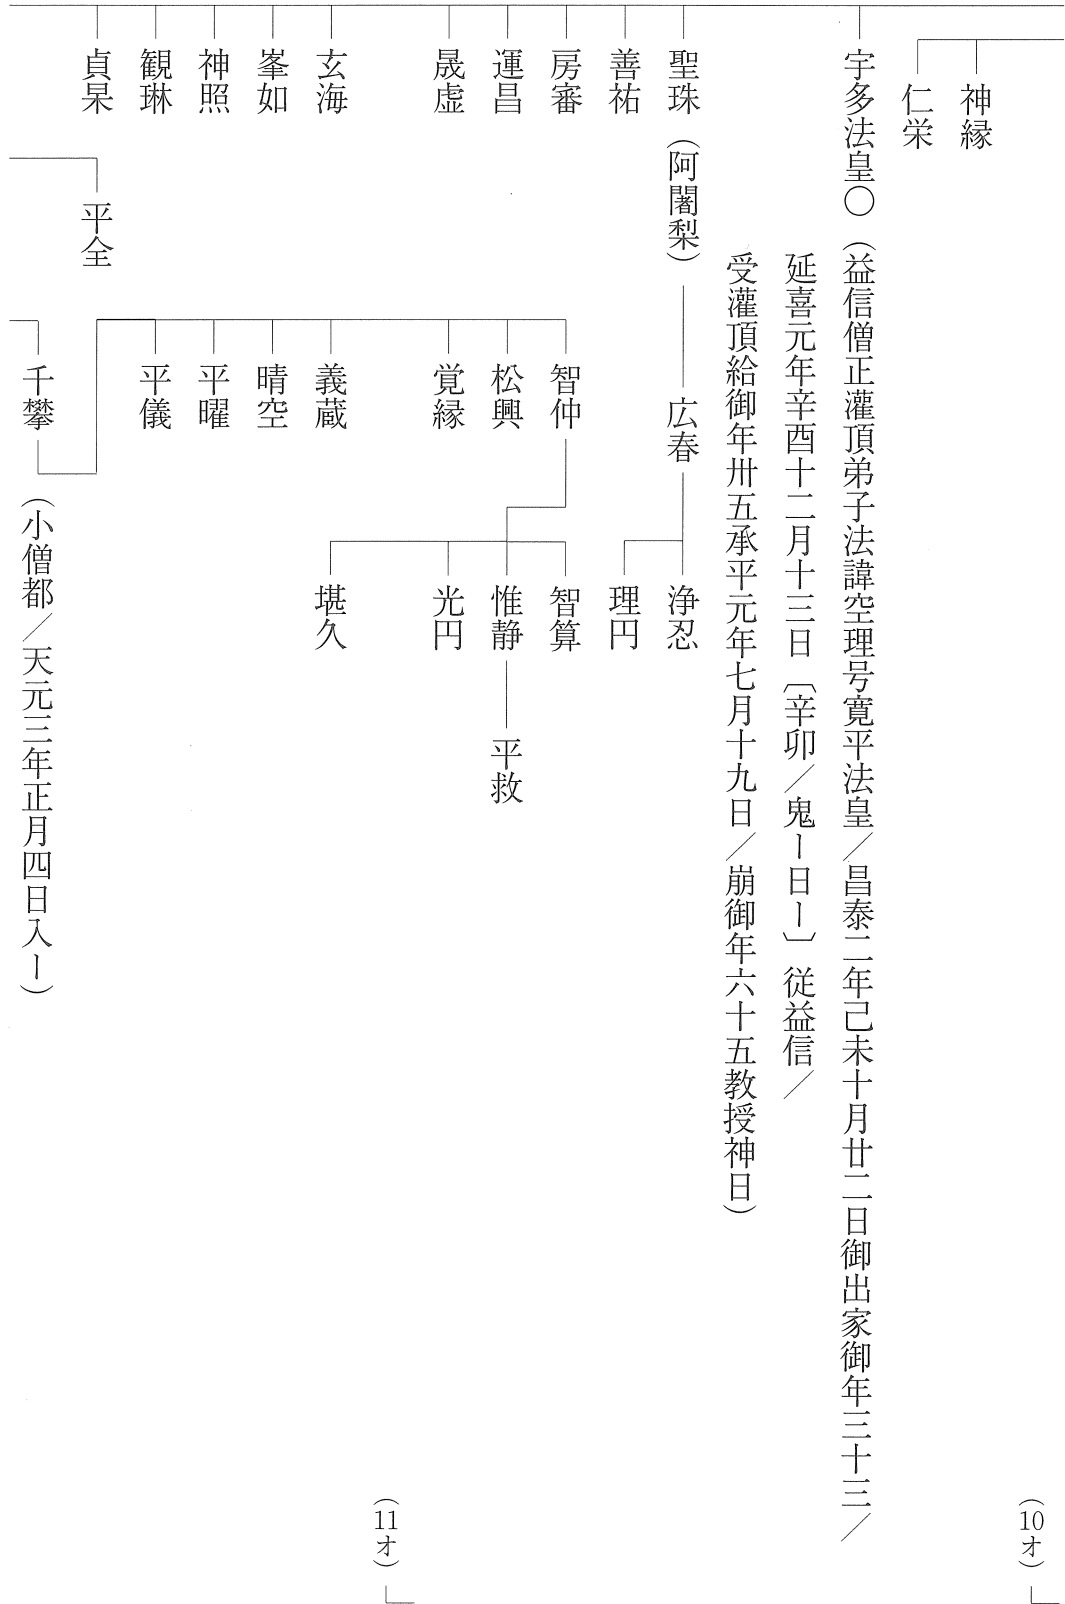 神縁
仁栄
宇多法皇〇（益信僧正灌頂弟子法諱空理号寛平法皇／昌泰二年己未十月廿二日御出家御年三十三／
延喜元年辛酉十二月十三日〔辛卯／鬼ー日ー〕従益信／
受灌頂給御年卅五承平元年七月十九日／崩御年六十五教授神日）
聖珠（阿闍梨）
広春
浄忍
理円
善祐
房審
運昌
晟虚
玄海
峯如
神照
観琳
貞杲
智仲
松興
覚縁
義蔵
晴空
平曜
平儀
智算
惟静
平救
光円
堪久
平全
千攀
（小僧都／天元三年正月四日入ー）
（10オ）
（11オ）